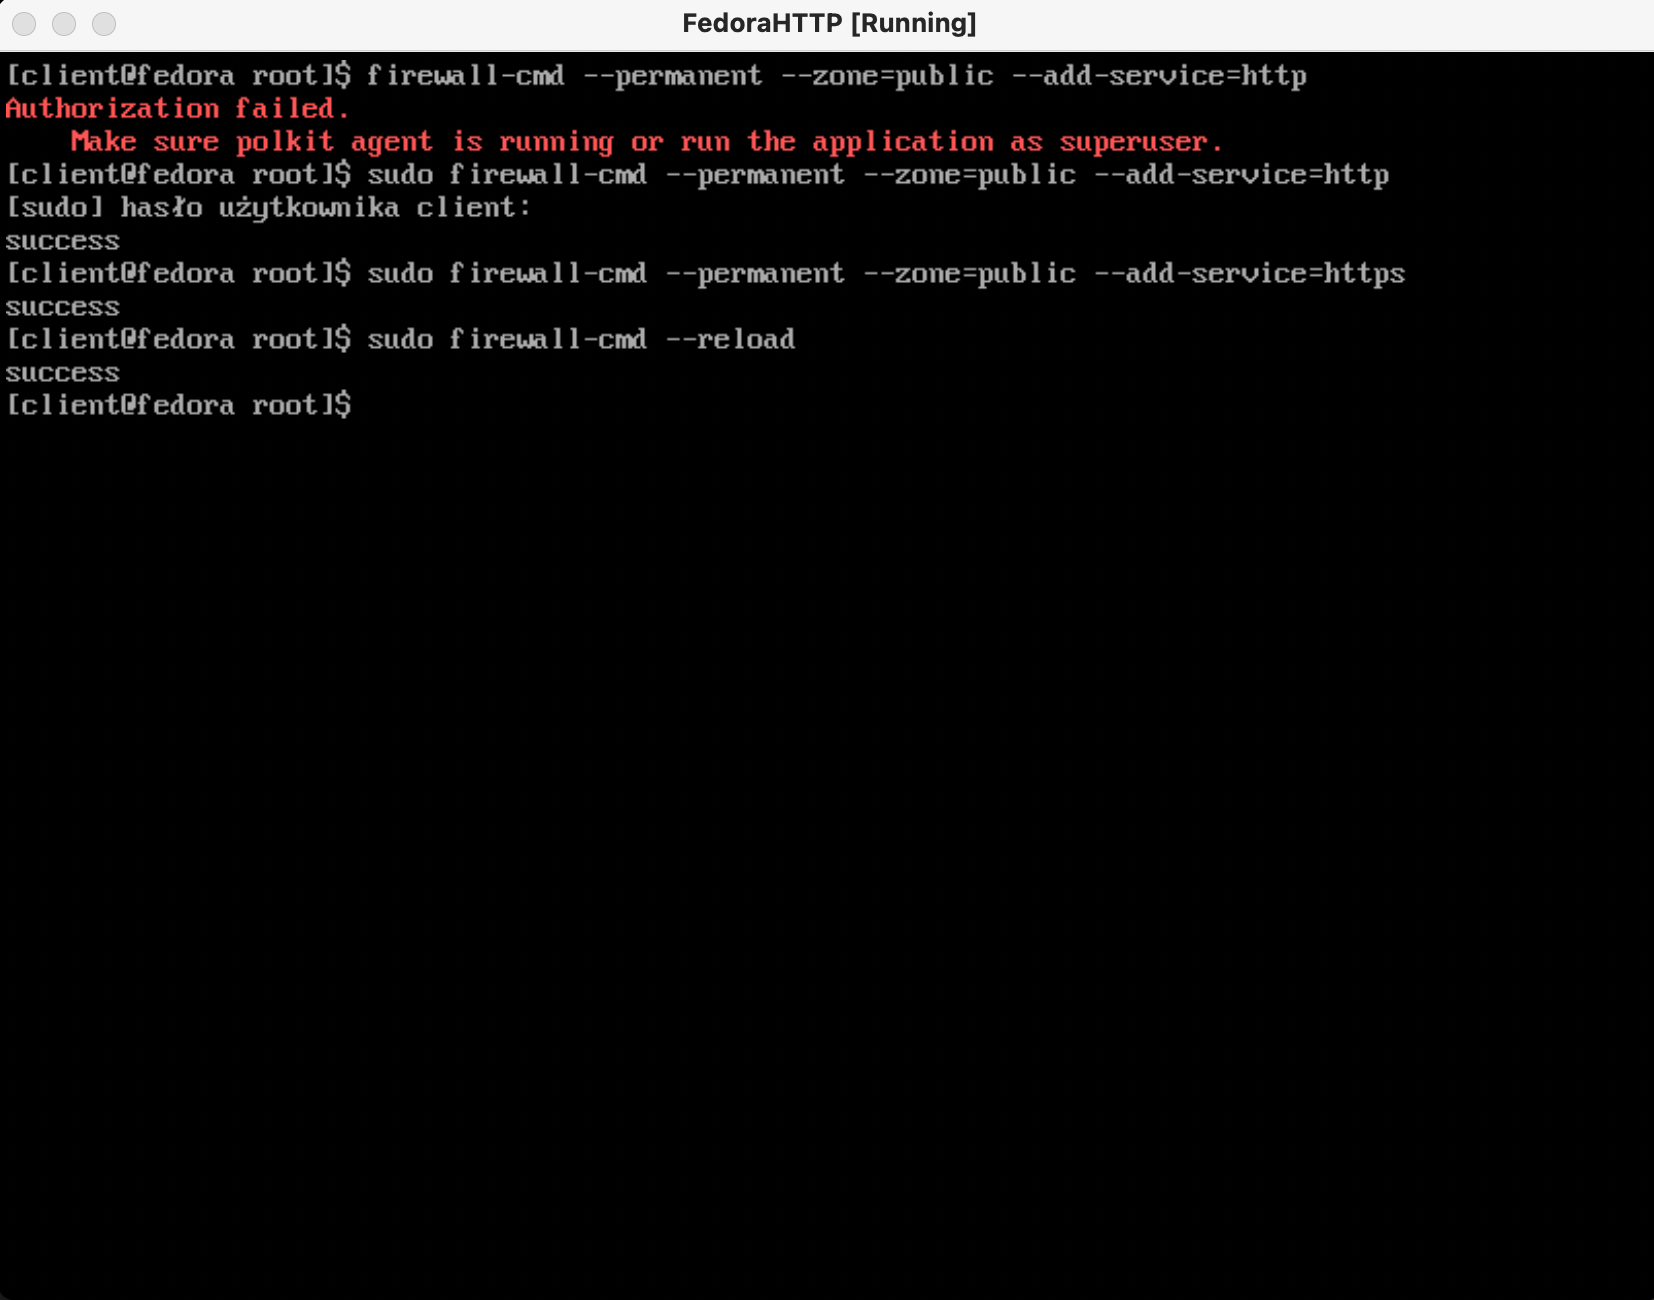 FedoraHTTP [Running]
[client@fedora root]$ firewall-cmd --permanent --zone=public --add-service=http
Authorization failed.
    Make sure polkit agent is running or run the application as superuser.
[client@fedora root]$ sudo firewall-cmd --permanent --zone=public --add-service=http
[sudo] hasło użytkownika client:
success
[client@fedora root]$ sudo firewall-cmd --permanent --zone=public --add-service=https
success
[client@fedora root]$ sudo firewall-cmd --reload
success
[client@fedora root]$